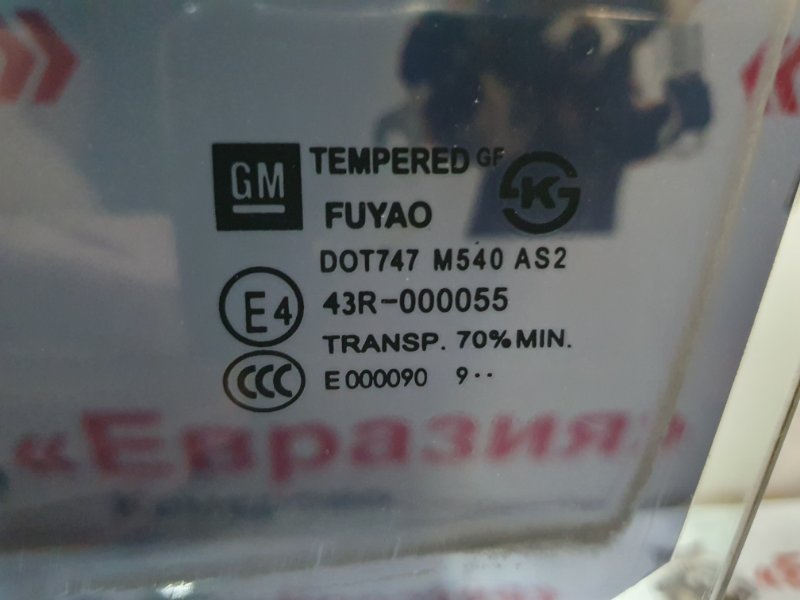 GM TEMPERED GF
FUYAO
DOT747 M540 AS2
E4 43R-000055
TRANSP. 70% MIN.
CCC E000090 9··
«Евразия»